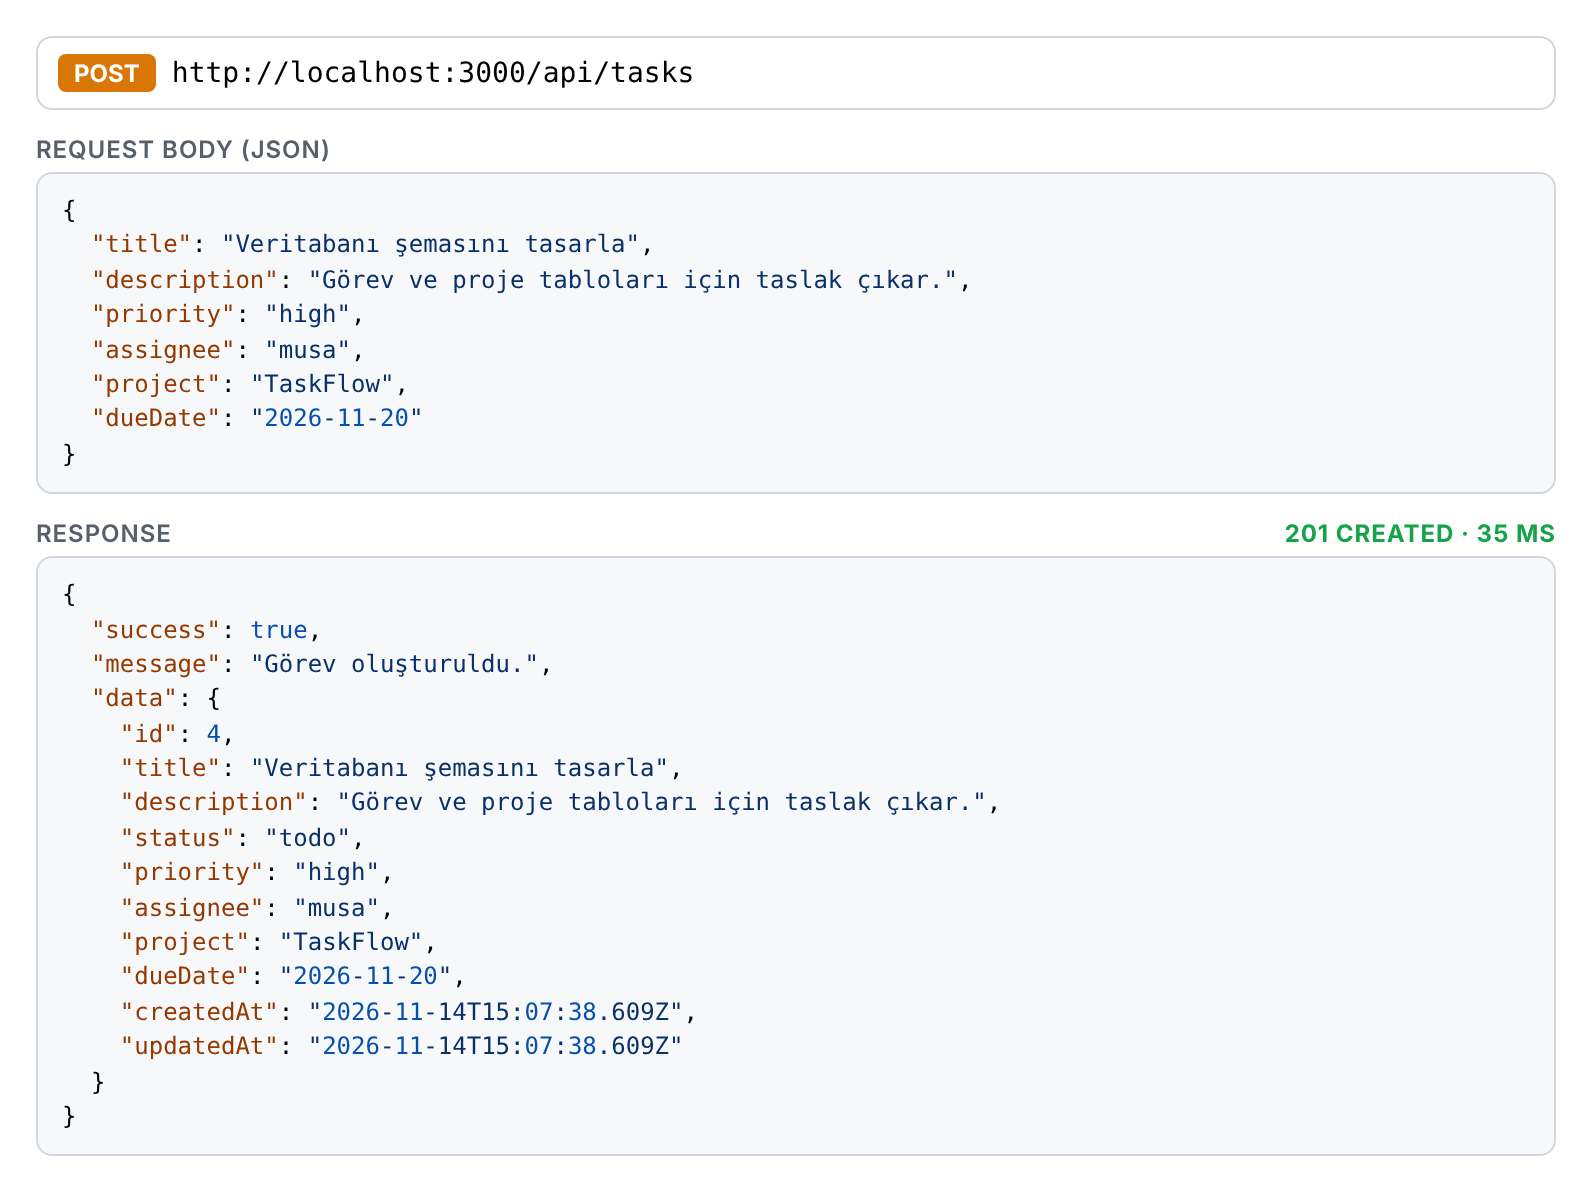 POST http://localhost:3000/api/tasks
REQUEST BODY (JSON)
{
  "title": "Veritabanı şemasını tasarla",
  "description": "Görev ve proje tabloları için taslak çıkar.",
  "priority": "high",
  "assignee": "musa",
  "project": "TaskFlow",
  "dueDate": "2026-11-20"
}
RESPONSE 201 CREATED · 35 MS
{
  "success": true,
  "message": "Görev oluşturuldu.",
  "data": {
    "id": 4,
    "title": "Veritabanı şemasını tasarla",
    "description": "Görev ve proje tabloları için taslak çıkar.",
    "status": "todo",
    "priority": "high",
    "assignee": "musa",
    "project": "TaskFlow",
    "dueDate": "2026-11-20",
    "createdAt": "2026-11-14T15:07:38.609Z",
    "updatedAt": "2026-11-14T15:07:38.609Z"
  }
}